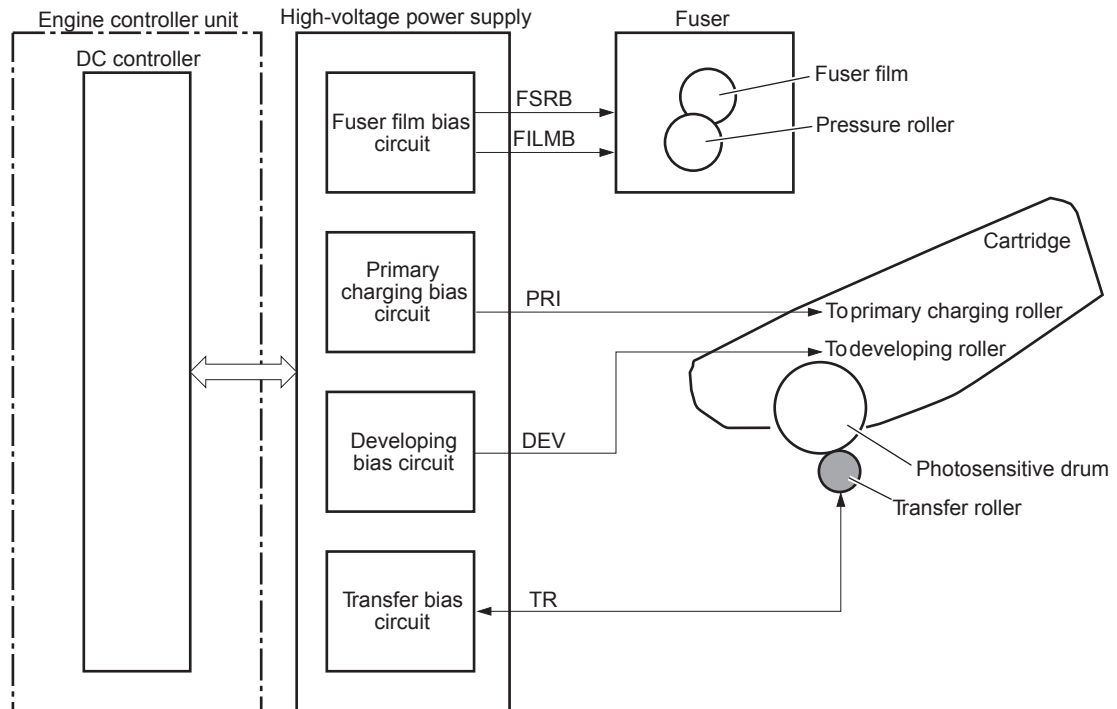 Engine controller unit
DC controller
High-voltage power supply
Fuser
Fuser film bias
circuit
FSRB
FILMB
Fuser film
Pressure roller
Primary
charging bias
circuit
PRI
Cartridge
To primary charging roller
To developing roller
Developing
bias circuit
DEV
Photosensitive drum
Transfer roller
Transfer bias
circuit
TR